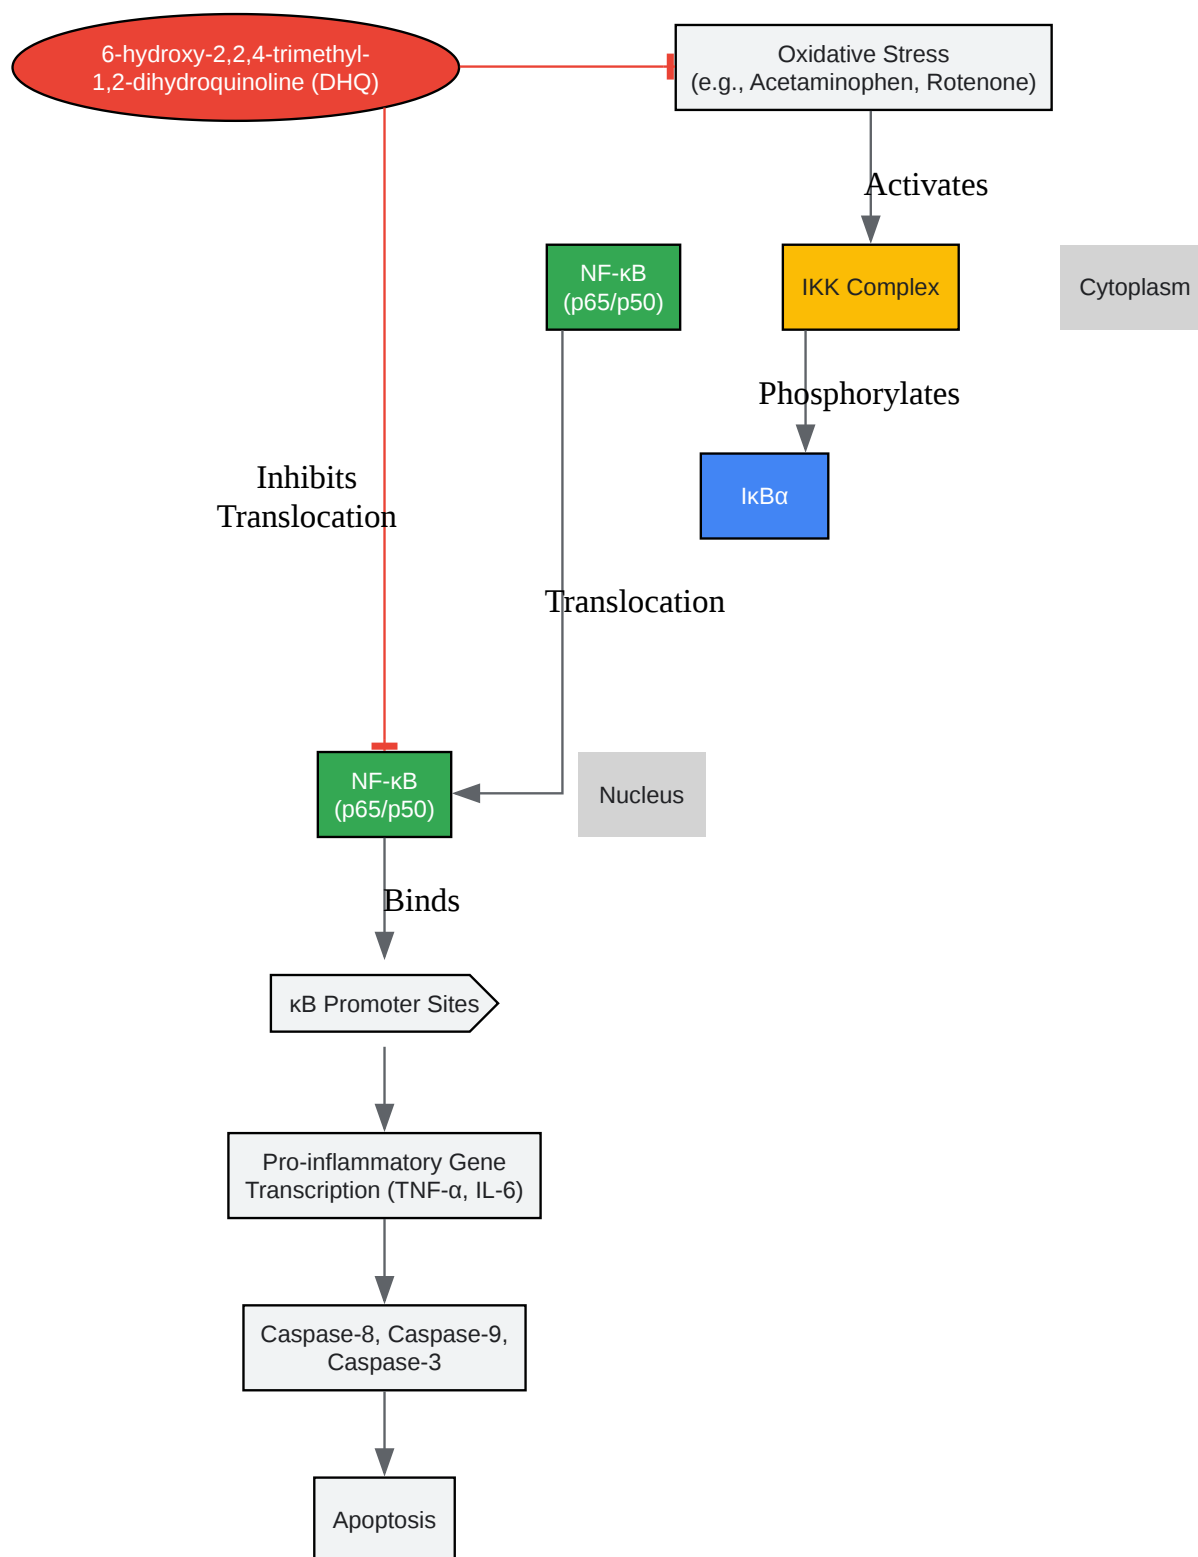 6-hydroxy-2,2,4-trimethyl-
1,2-dihydroquinoline (DHQ)
Oxidative Stress
(e.g., Acetaminophen, Rotenone)
Activates
NF-κB
(p65/p50)
IKK Complex
Cytoplasm
Phosphorylates
Inhibits
Translocation
IκBα
Translocation
NF-κB
(p65/p50)
Nucleus
Binds
κB Promoter Sites
Pro-inflammatory Gene
Transcription (TNF-α, IL-6)
Caspase-8, Caspase-9,
Caspase-3
Apoptosis